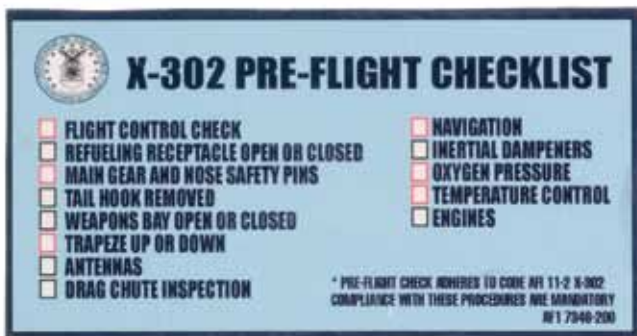 X-302 PRE-FLIGHT CHECKLIST
FLIGHT CONTROL CHECK
REFUELING RECEPTACLE OPEN OR CLOSED
MAIN GEAR AND NOSE SAFETY PINS
TAIL HOOK REMOVED
WEAPONS BAY OPEN OR CLOSED
TRAPEZE UP OR DOWN
ANTENNAS
DRAG CHUTE INSPECTION
NAVIGATION
INERTIAL DAMPENERS
OXYGEN PRESSURE
TEMPERATURE CONTROL
ENGINES
* PRE-FLIGHT CHECK ADHERES TO CODE AFI 11-2 X-302
COMPLIANCE WITH THESE PROCEDURES ARE MANDATORY
AF1 7346-200